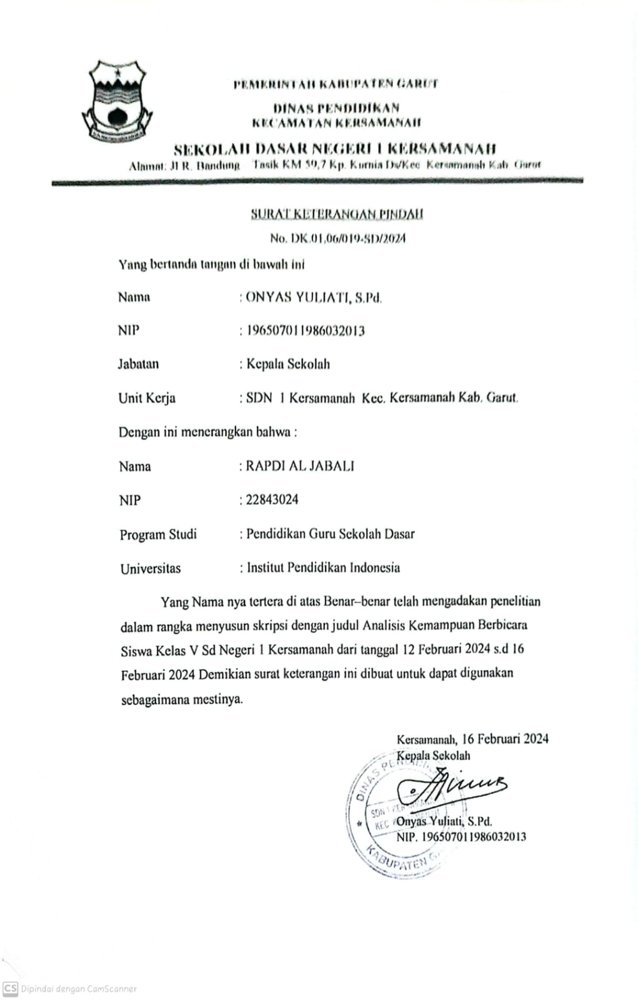 PEMERINTAH KABUPATEN GARUT
DINAS PENDIDIKAN
KECAMATAN KERSAMANAH
SEKOLAH DASAR NEGERI 1 KERSAMANAH
Alamat: Jl R. Bandung Tasik KM 59,7 Kp. Kurnia Ds/Kec Kersamanah Kab. Garut
SURAT KETERANGAN PINDAH
No. DK.01.06/019-SD/2024
Yang bertanda tangan di bawah ini
Nama : ONYAS YULIATI, S.Pd.
NIP : 196507011986032013
Jabatan : Kepala Sekolah
Unit Kerja : SDN 1 Kersamanah Kec. Kersamanah Kab. Garut.
Dengan ini menerangkan bahwa :
Nama : RAPDI AL JABALI
NIP : 22843024
Program Studi : Pendidikan Guru Sekolah Dasar
Universitas : Institut Pendidikan Indonesia
Yang Nama nya tertera di atas Benar–benar telah mengadakan penelitian
dalam rangka menyusun skripsi dengan judul Analisis Kemampuan Berbicara
Siswa Kelas V Sd Negeri 1 Kersamanah dari tanggal 12 Februari 2024 s.d 16
Februari 2024 Demikian surat keterangan ini dibuat untuk dapat digunakan
sebagaimana mestinya.
Kersamanah, 16 Februari 2024
Kepala Sekolah
DINAS PENDIDIK
SDN 1 KER
KEC
KABUPATEN GA
Onyas Yuliati, S.Pd.
NIP. 196507011986032013
CS Dipindai dengan CamScanner